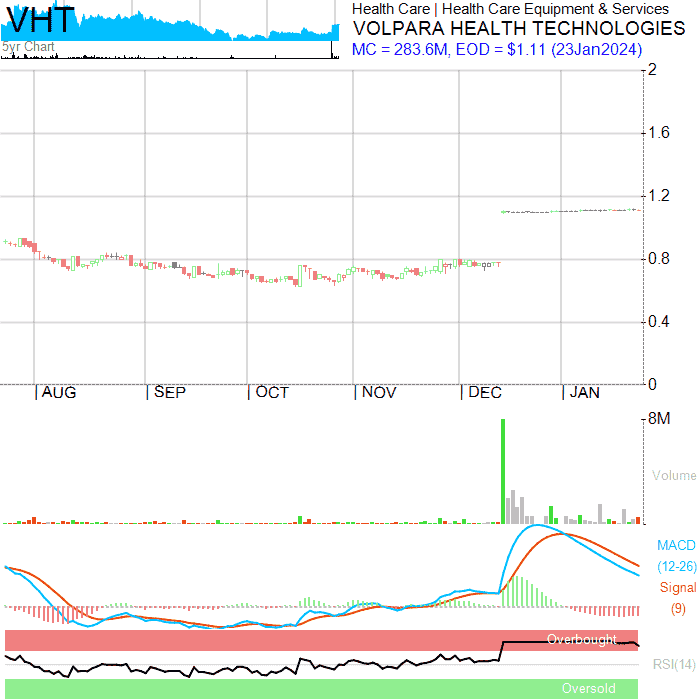 VHT
5yr Chart
Health Care | Health Care Equipment & Services
VOLPARA HEALTH TECHNOLOGIES
MC = 283.6M, EOD = $1.11 (23Jan2024)
2
1.6
1.2
0.8
0.4
0
| AUG | SEP | OCT | NOV | DEC | JAN
8M
Volume
MACD
(12-26)
Signal
(9)
Overbought
RSI(14)
Oversold